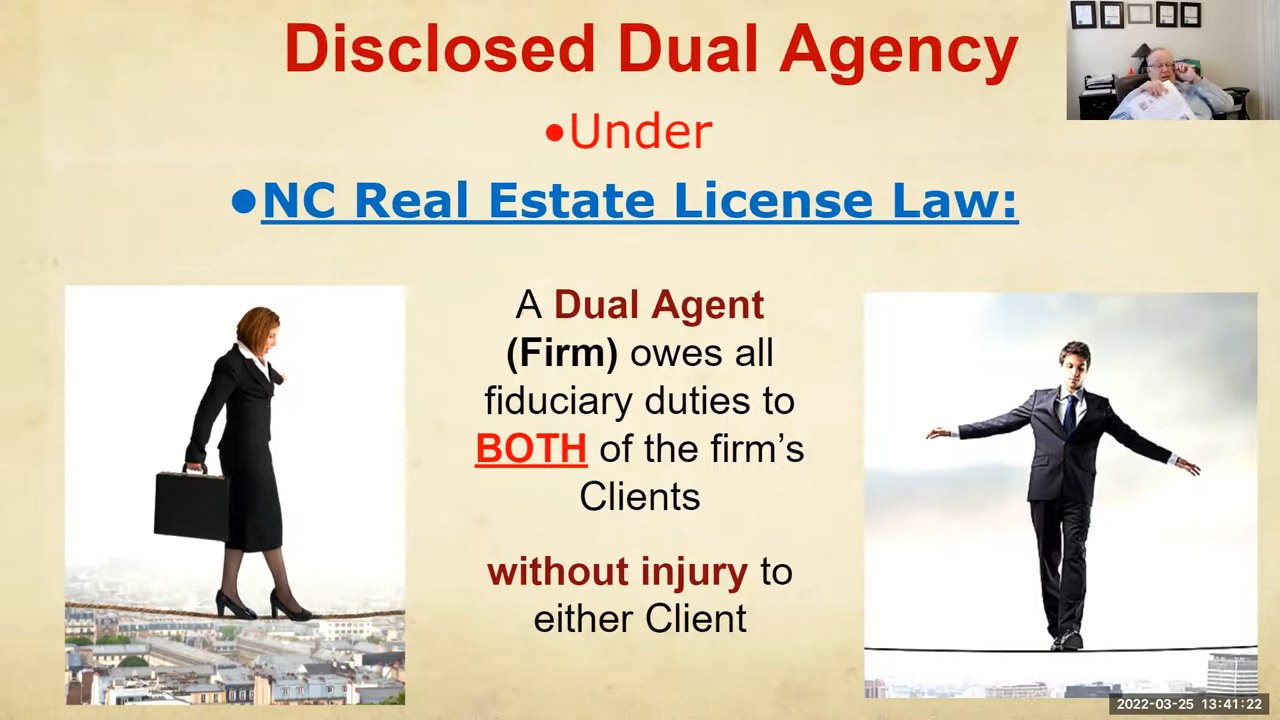 Disclosed Dual Agency
•Under
•NC Real Estate License Law:
A Dual Agent
(Firm) owes all
fiduciary duties to
BOTH of the firm’s
Clients
without injury to
either Client
2022-03-25 13:41:22